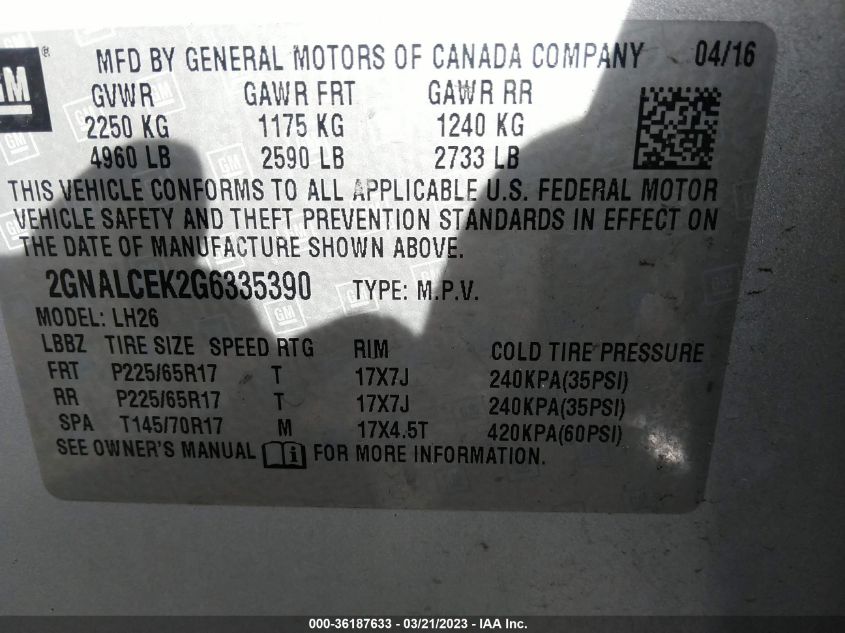 GM
MFD BY GENERAL MOTORS OF CANADA COMPANY 04/16
GVWR GAWR FRT GAWR RR
2250 KG 1175 KG 1240 KG
4960 LB 2590 LB 2733 LB
THIS VEHICLE CONFORMS TO ALL APPLICABLE U.S. FEDERAL MOTOR
VEHICLE SAFETY AND THEFT PREVENTION STANDARDS IN EFFECT ON
THE DATE OF MANUFACTURE SHOWN ABOVE.
2GNALCEK2G6335390 TYPE: M.P.V.
MODEL: LH26
LBBZ TIRE SIZE SPEED RTG RIM COLD TIRE PRESSURE
FRT P225/65R17 T 17X7J 240KPA(35PSI)
RR P225/65R17 T 17X7J 240KPA(35PSI)
SPA T145/70R17 M 17X4.5T 420KPA(60PSI)
SEE OWNER'S MANUAL FOR MORE INFORMATION.
000-36187633 / 03/21/2023 - © IAA Inc.